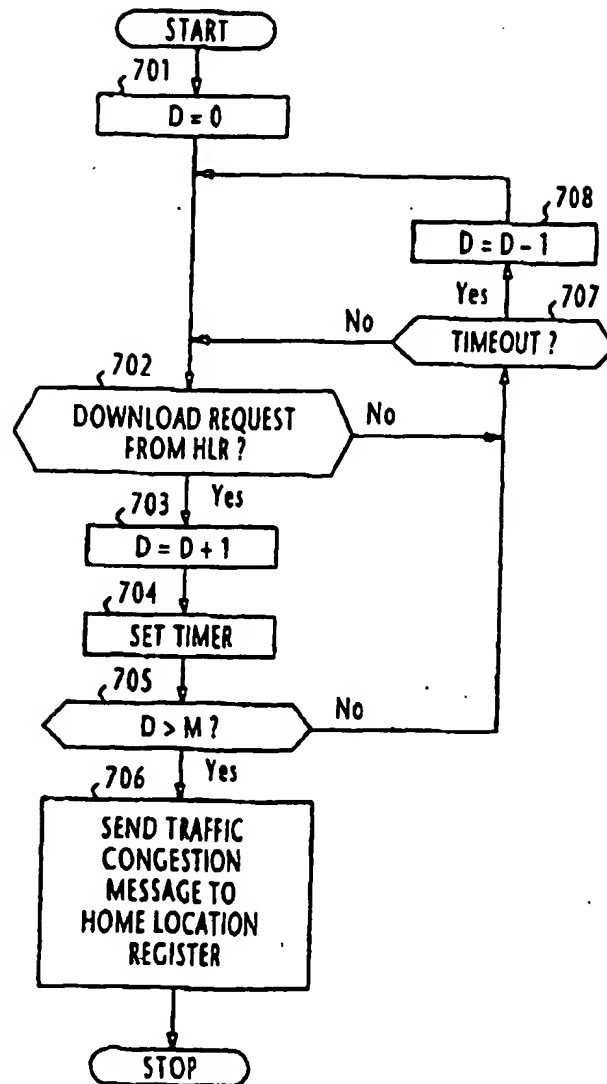 START
701
D = 0
708
D = D - 1
Yes
707
No
TIMEOUT ?
702
DOWNLOAD REQUEST
FROM HLR ?
No
Yes
703
D = D + 1
704
SET TIMER
705
D > M ?
No
Yes
706
SEND TRAFFIC
CONGESTION
MESSAGE TO
HOME LOCATION
REGISTER
STOP